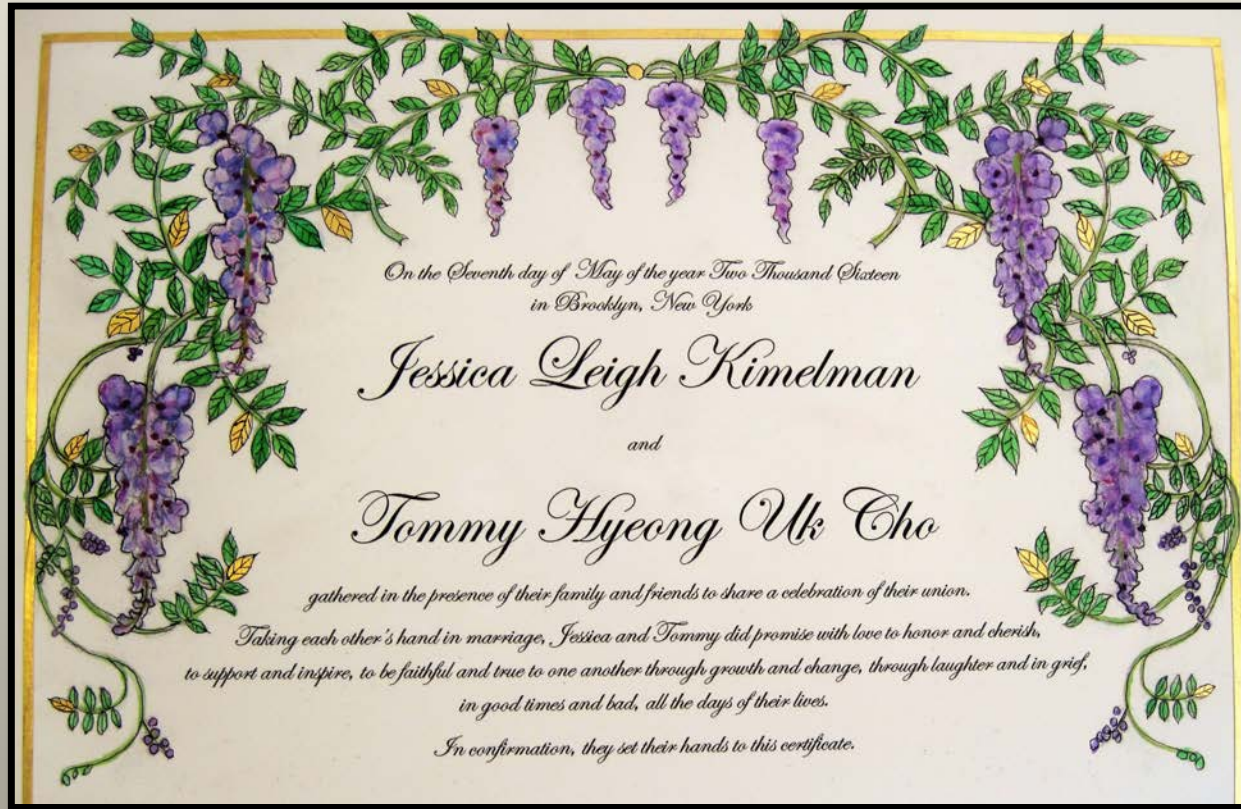 On the Seventh day of May of the year Two Thousand Sixteen
in Brooklyn, New York
Jessica Leigh Kimelman
and
Tommy Hyeong Uk Cho
gathered in the presence of their family and friends to share a celebration of their union.
Taking each other's hand in marriage, Jessica and Tommy did promise with love to honor and cherish,
to support and inspire, to be faithful and true to one another through growth and change, through laughter and in grief,
in good times and bad, all the days of their lives.
In confirmation, they set their hands to this certificate.